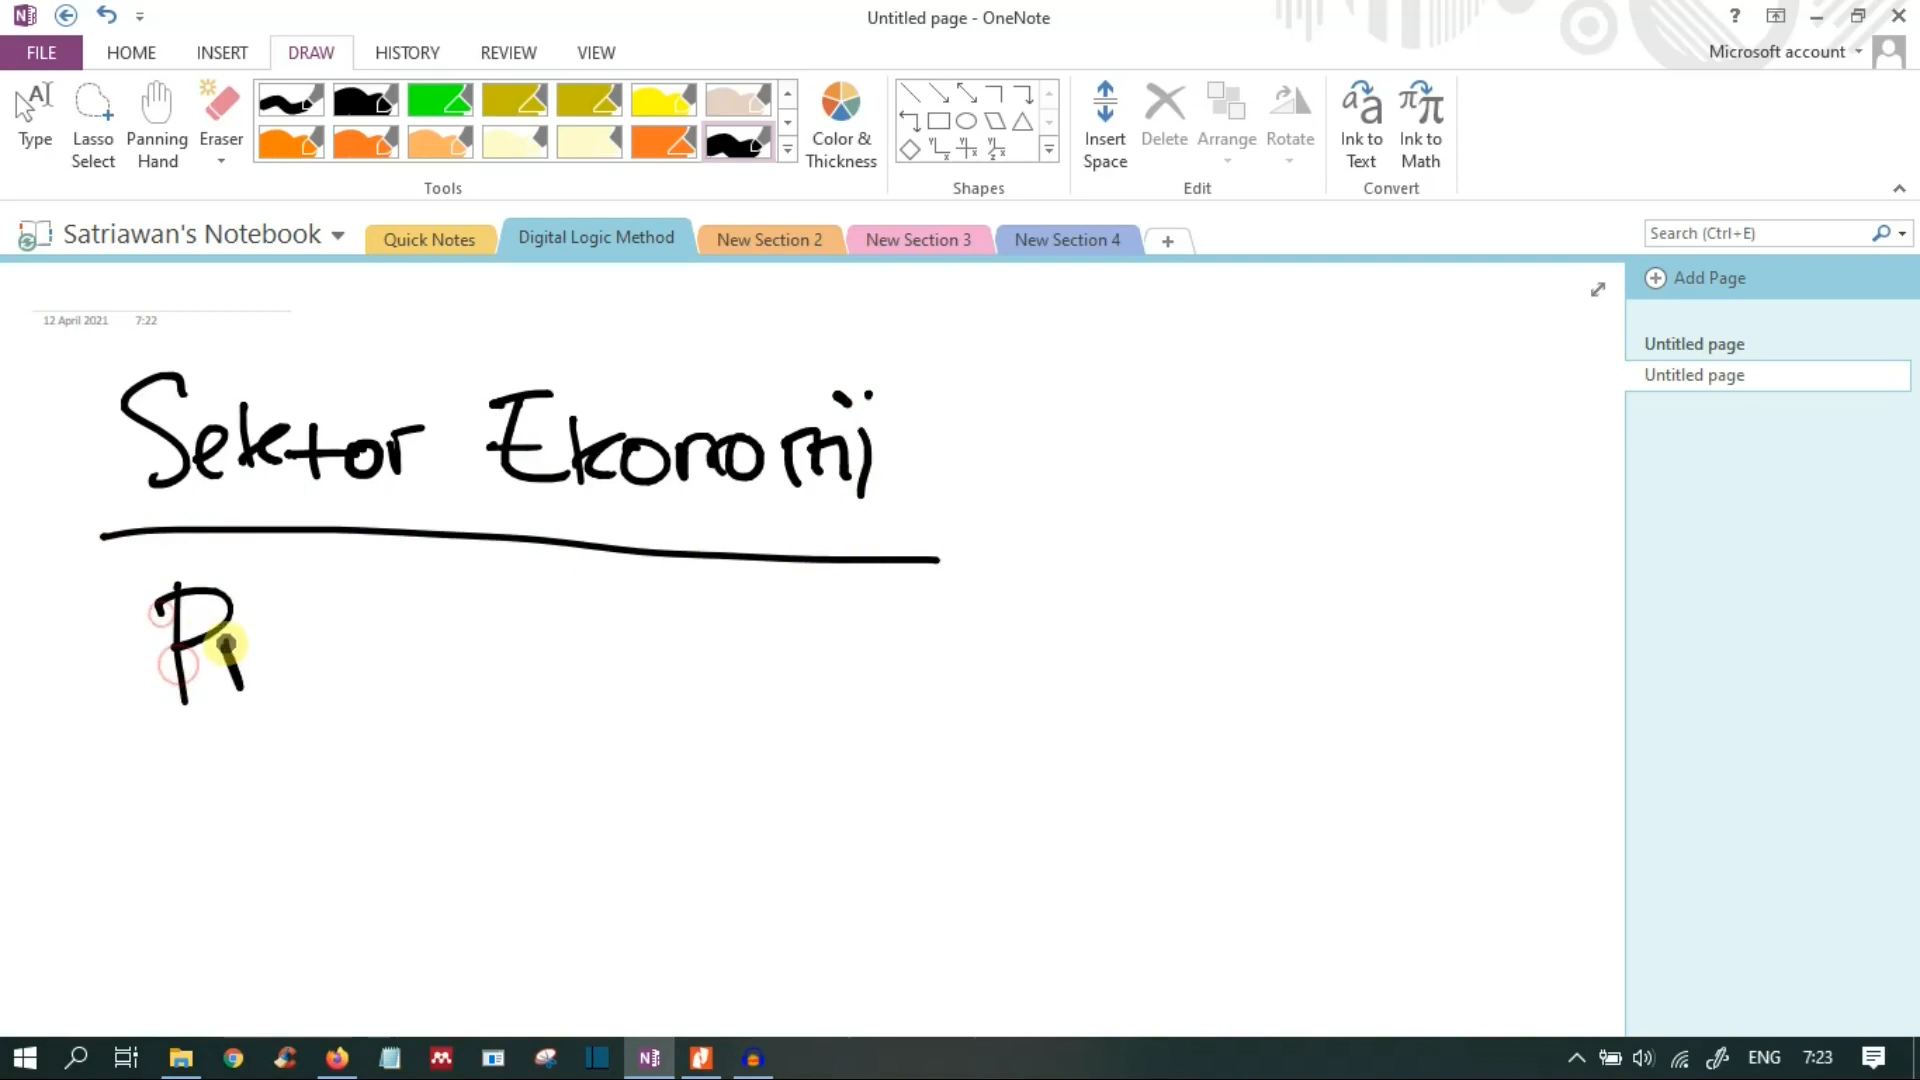 Untitled page - OneNote
?
FILE HOME INSERT DRAW HISTORY REVIEW VIEW Microsoft account
Type Lasso Select Panning Hand Eraser Color & Thickness Insert Space Delete Arrange Rotate Ink to Text Ink to Math
Tools Shapes Edit Convert
Satriawan's Notebook Quick Notes Digital Logic Method New Section 2 New Section 3 New Section 4 + Search (Ctrl+E)
Add Page
12 April 2021 7:22
Untitled page
Untitled page
Sektor Ekonomi
ENG 7:23